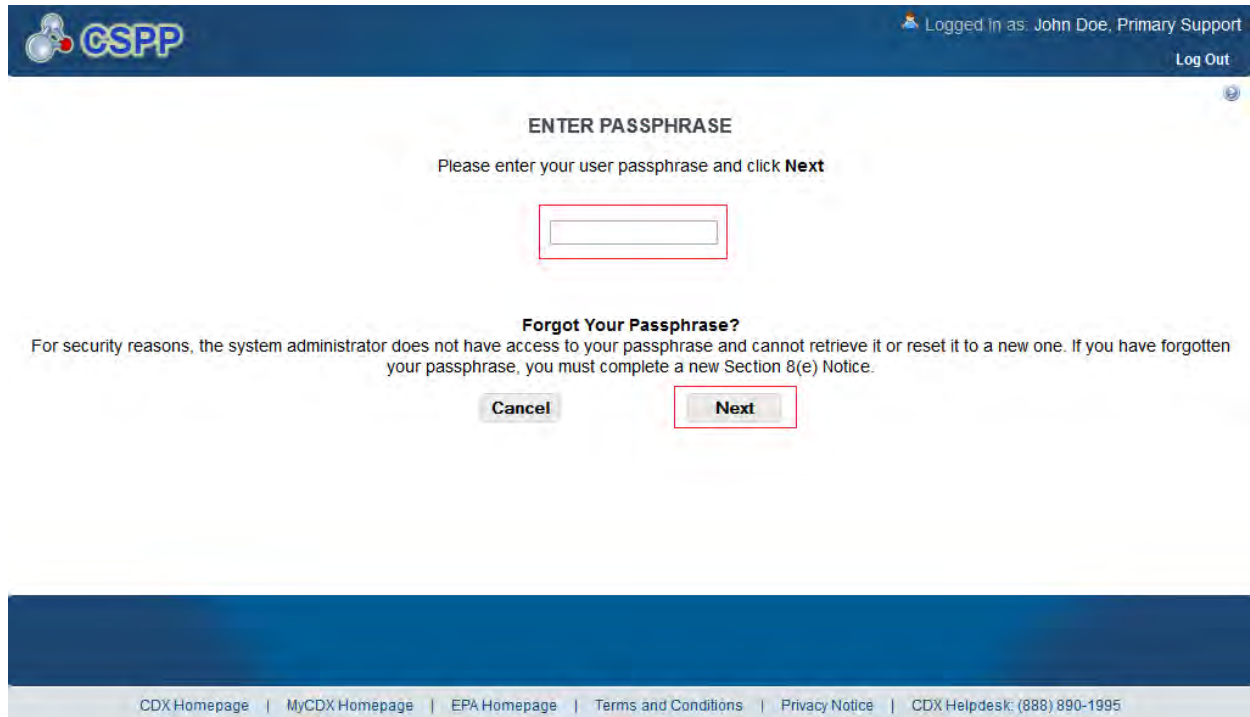 CSPP
Logged in as: John Doe, Primary Support
Log Out
ENTER PASSPHRASE
Please enter your user passphrase and click Next
Forgot Your Passphrase?
For security reasons, the system administrator does not have access to your passphrase and cannot retrieve it or reset it to a new one. If you have forgotten
your passphrase, you must complete a new Section 8(e) Notice.
Cancel Next
CDX Homepage | MyCDX Homepage | EPA Homepage | Terms and Conditions | Privacy Notice | CDX Helpdesk: (888) 890-1995